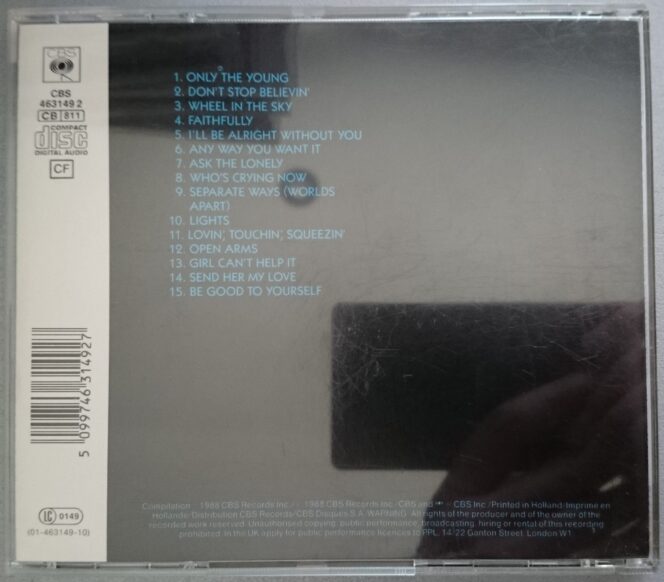 CBS
CBS
463149 2
CB 811
COMPACT
disc
DIGITAL AUDIO
CF
1. ONLY THE YOUNG
2. DON'T STOP BELIEVIN'
3. WHEEL IN THE SKY
4. FAITHFULLY
5. I'LL BE ALRIGHT WITHOUT YOU
6. ANY WAY YOU WANT IT
7. ASK THE LONELY
8. WHO'S CRYING NOW
9. SEPARATE WAYS (WORLDS
APART)
10. LIGHTS
11. LOVIN', TOUCHIN', SQUEEZIN'
12. OPEN ARMS
13. GIRL CAN'T HELP IT
14. SEND HER MY LOVE
15. BE GOOD TO YOURSELF
5 099746 314927
LC 0149
(01-463149-10)
Compilation 1988 CBS Records Inc./ 1988 CBS Records Inc./CBS and CBS Inc./Printed in Holland-Imprimé en
Hollande/Distribution CBS Records/CBS Disques S.A. WARNING: All rights of the producer and of the owner of the
recorded work reserved. Unauthorised copying, public performance, broadcasting, hiring or rental of this recording
prohibited. In the UK apply for public performance licences to PPL, 14/22 Ganton Street, London W1.